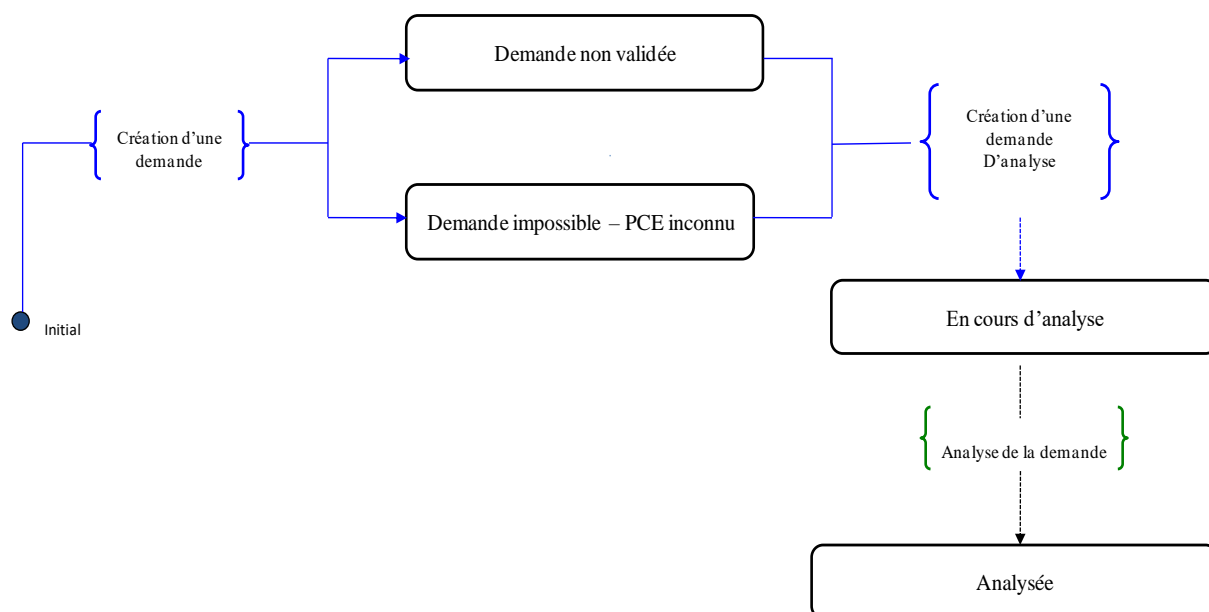 Demande non validée
Création d'une
demande
Création d'une
demande
D'analyse
Demande impossible – PCE inconnu
Initial
En cours d'analyse
Analyse de la demande
Analysée